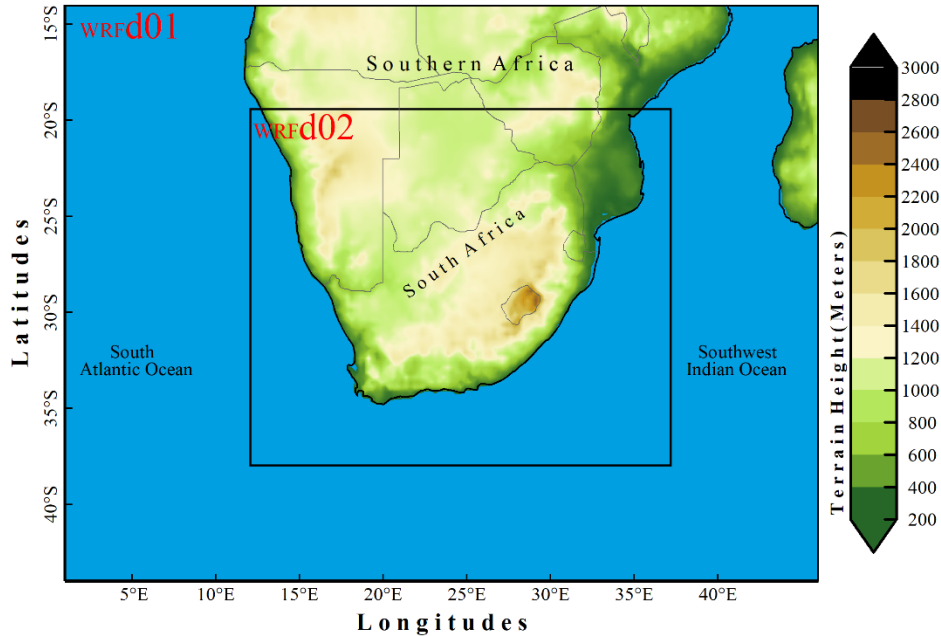 WRFd01
Southern Africa
WRFd02
South Africa
South
Atlantic Ocean
Southwest
Indian Ocean
Latitudes
15°S
20°S
25°S
30°S
35°S
40°S
5°E
10°E
15°E
20°E
25°E
30°E
35°E
40°E
Longitudes
Terrain Height(Meters)
3000
2800
2600
2400
2200
2000
1800
1600
1400
1200
1000
800
600
400
200